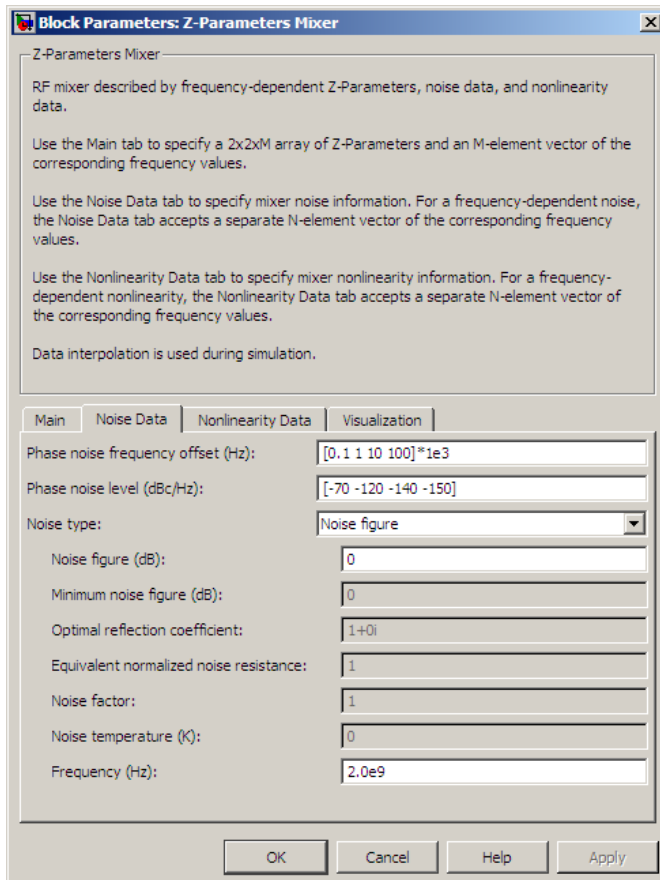 Block Parameters: Z-Parameters Mixer
Z-Parameters Mixer
RF mixer described by frequency-dependent Z-Parameters, noise data, and nonlinearity
data.
Use the Main tab to specify a 2x2xM array of Z-Parameters and an M-element vector of the
corresponding frequency values.
Use the Noise Data tab to specify mixer noise information. For a frequency-dependent noise,
the Noise Data tab accepts a separate N-element vector of the corresponding frequency
values.
Use the Nonlinearity Data tab to specify mixer nonlinearity information. For a frequency-
dependent nonlinearity, the Nonlinearity Data tab accepts a separate N-element vector of
the corresponding frequency values.
Data interpolation is used during simulation.
Main Noise Data Nonlinearity Data Visualization
Phase noise frequency offset (Hz): [0.1 1 10 100]*1e3
Phase noise level (dBc/Hz): [-70 -120 -140 -150]
Noise type: Noise figure
Noise figure (dB): 0
Minimum noise figure (dB): 0
Optimal reflection coefficient: 1+0i
Equivalent normalized noise resistance: 1
Noise factor: 1
Noise temperature (K): 0
Frequency (Hz): 2.0e9
OK Cancel Help Apply